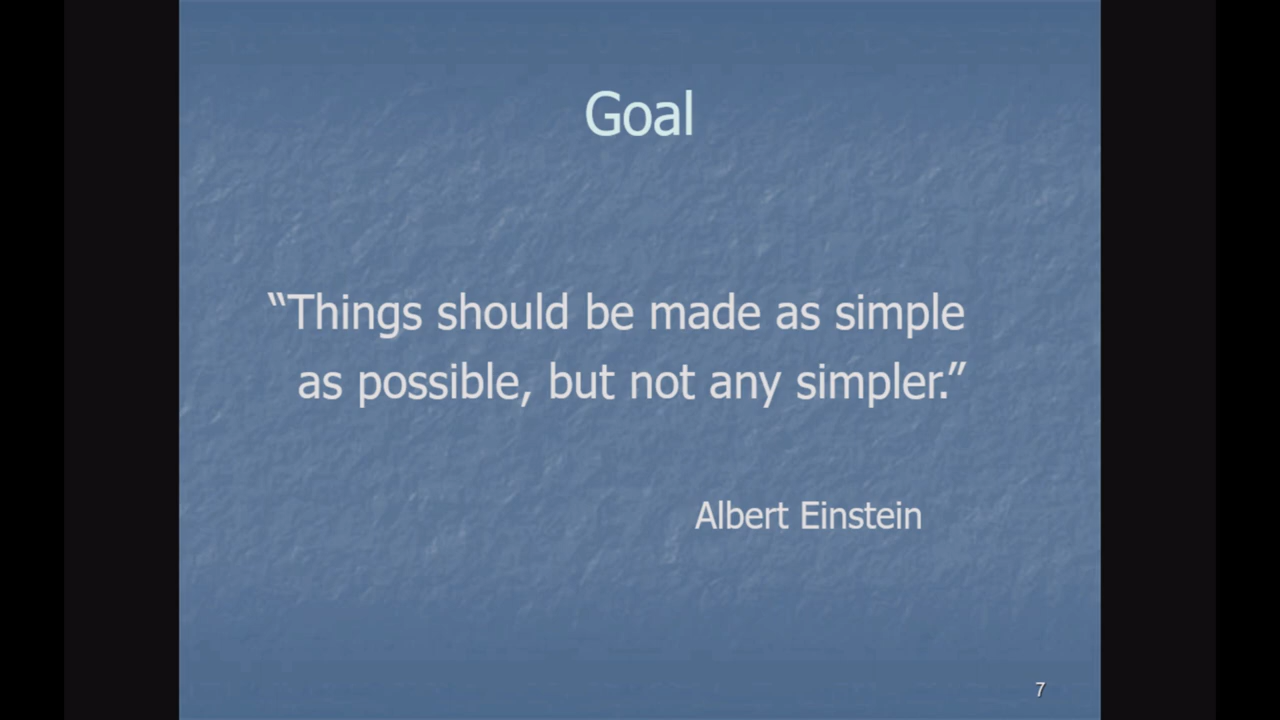 Goal
“Things should be made as simple
as possible, but not any simpler.”
Albert Einstein
7